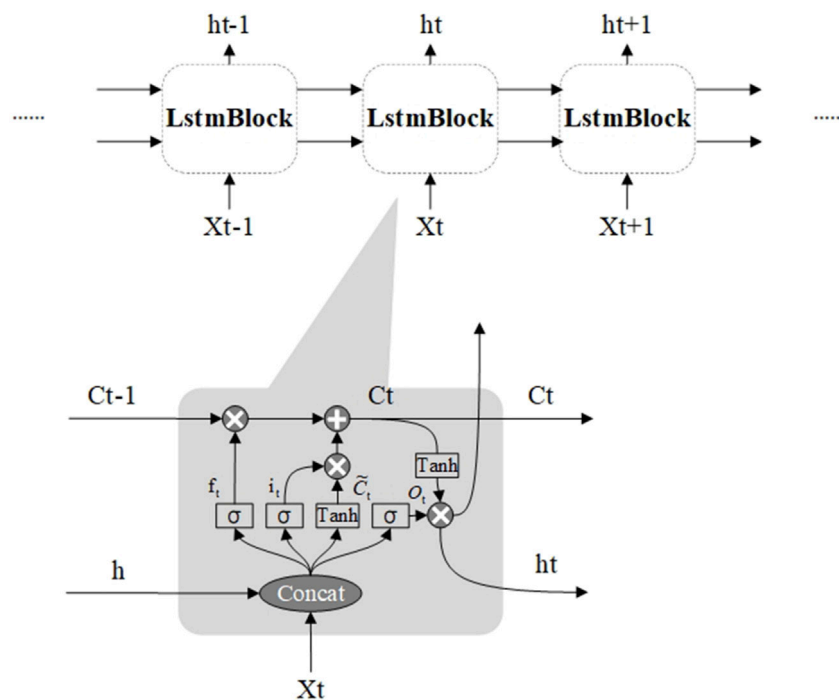 ht-1 ht ht+1
...... LstmBlock LstmBlock LstmBlock ......
Xt-1 Xt Xt+1
Ct-1 Ct Ct
Tanh
fₜ iₜ C̃ₜ Oₜ
σ σ Tanh σ
h Concat ht
Xt